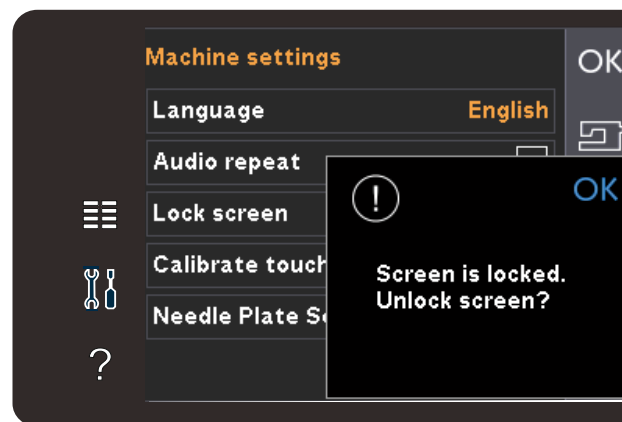 Machine settings
OK
Language English
Audio repeat
Lock screen
OK
Calibrate touch
Screen is locked.
Unlock screen?
Needle Plate
?